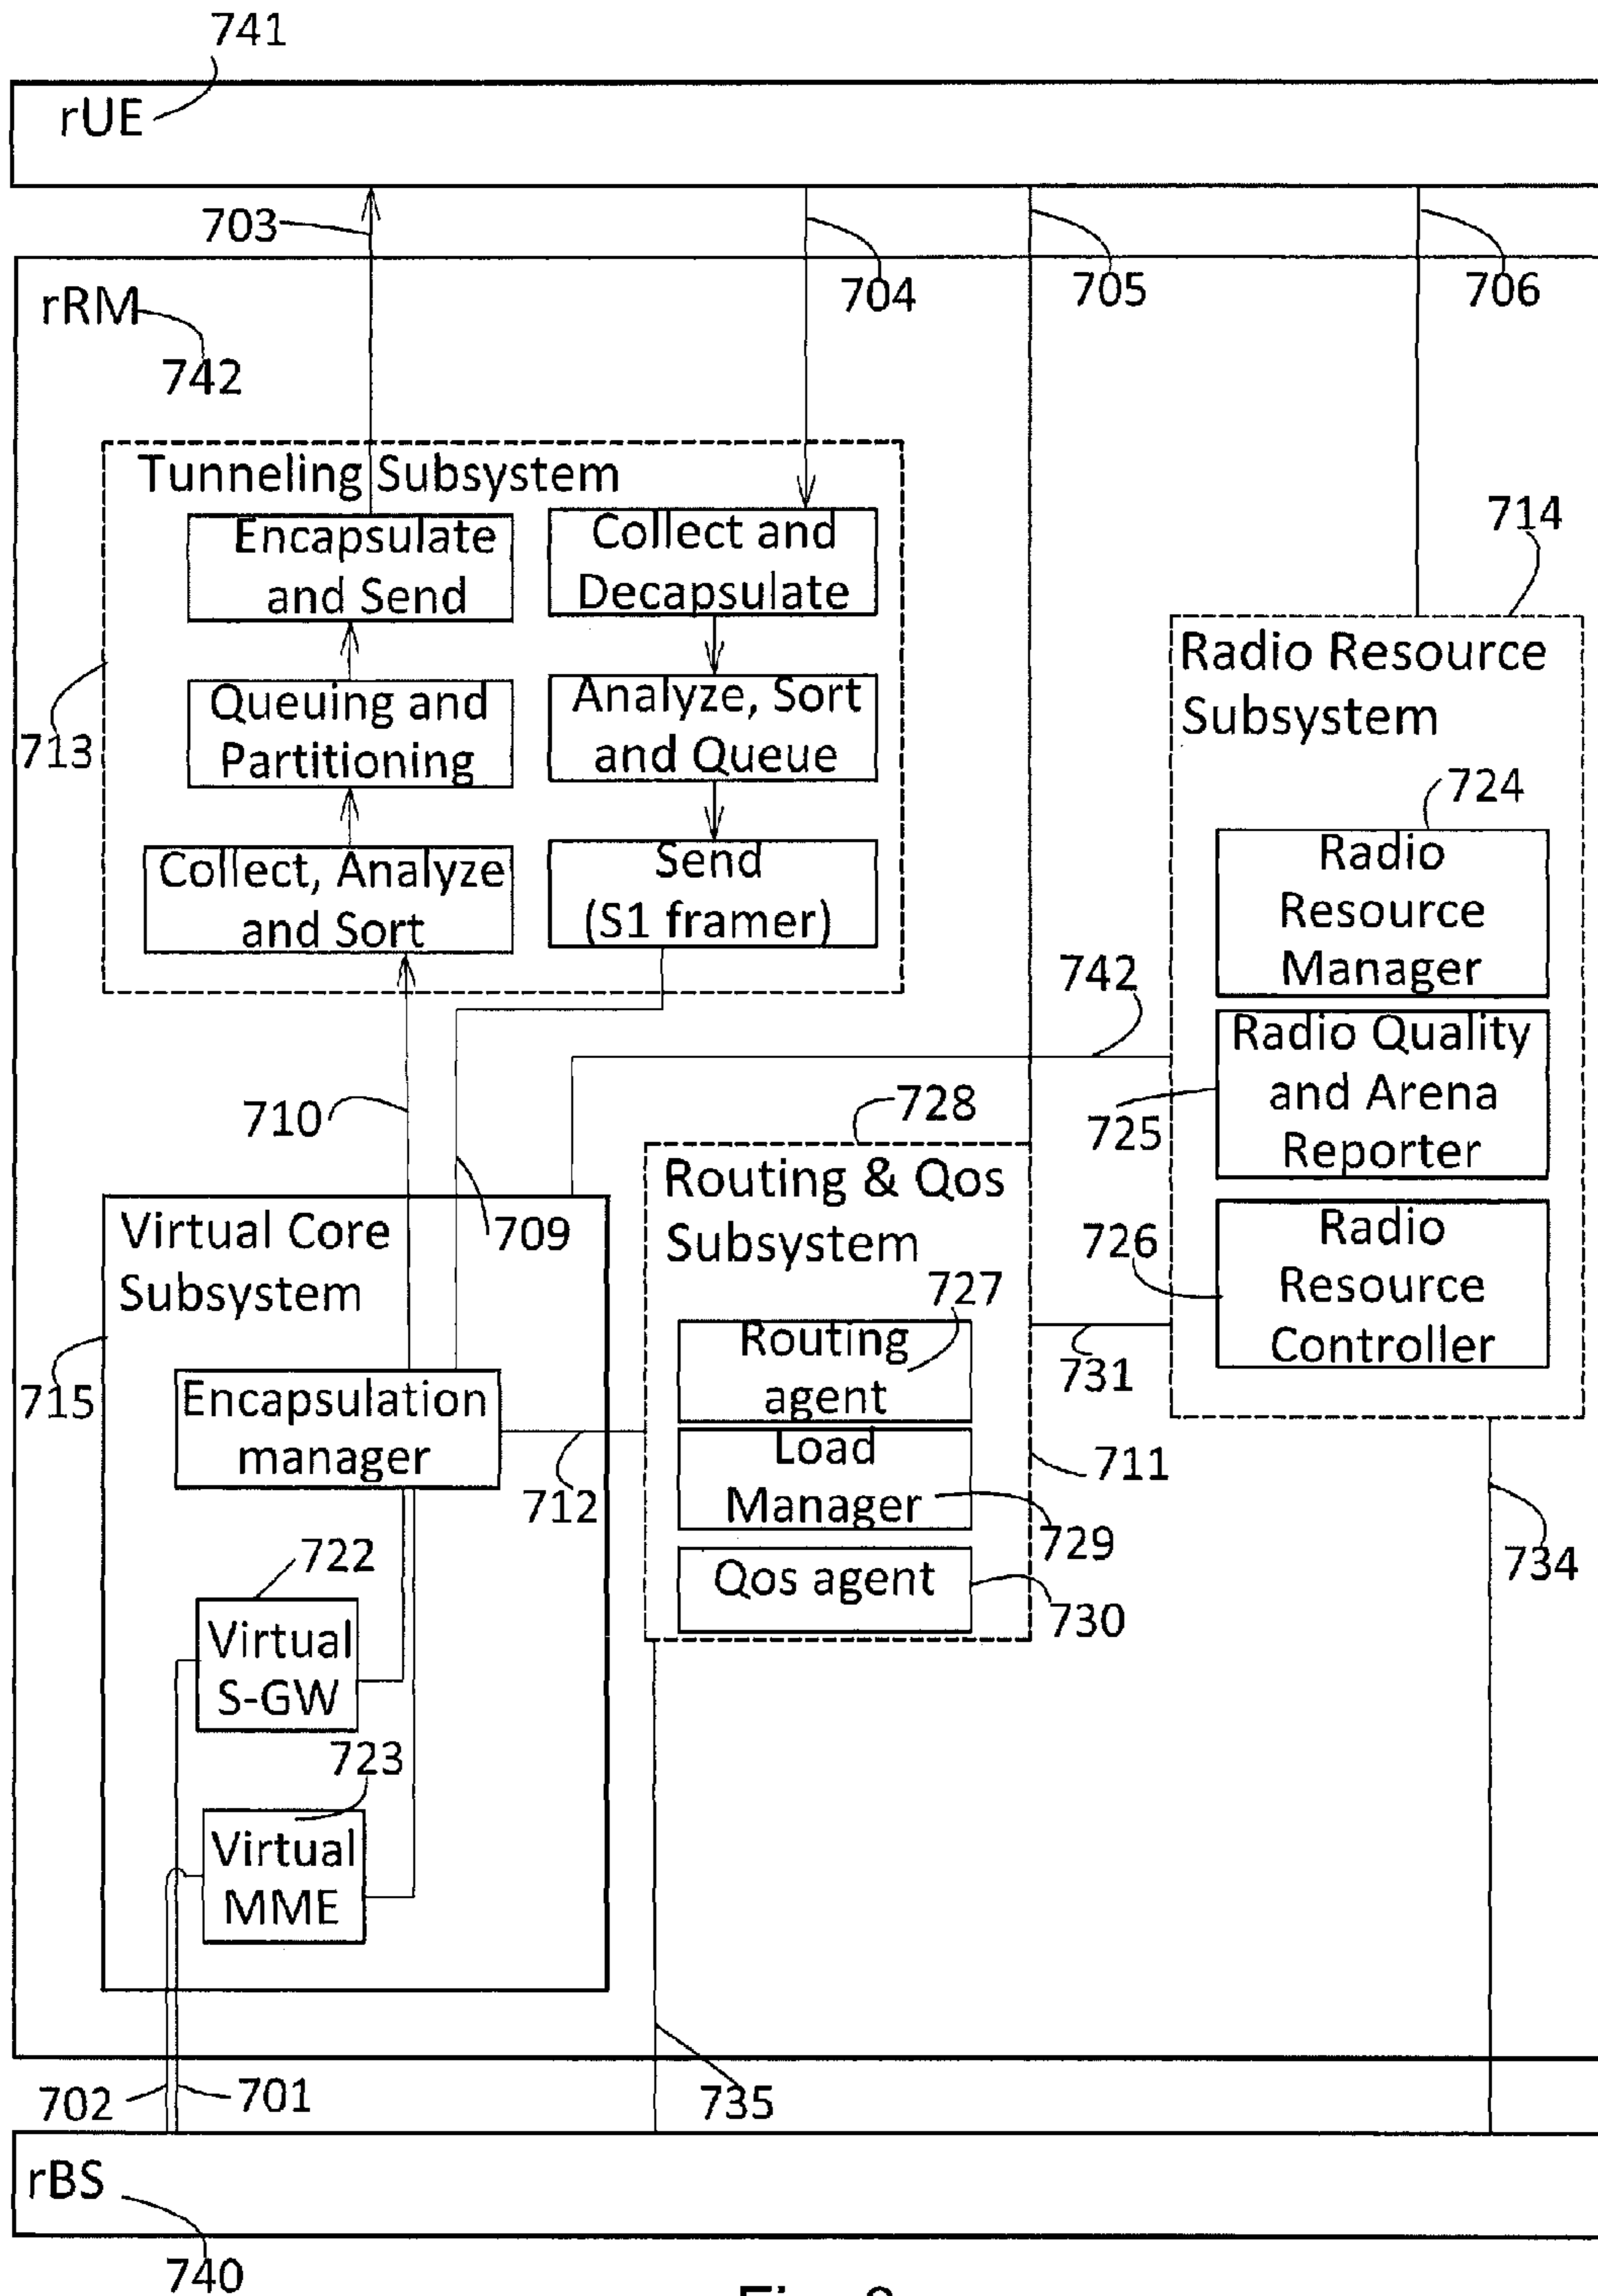 741
rUE
703
704
705
706
rRM
742
Tunneling Subsystem
714
Encapsulate
and Send
Collect and
Decapsulate
Radio Resource
Subsystem
Queuing and
Partitioning
Analyze, Sort
and Queue
713
724
Collect, Analyze
and Sort
Send
(S1 framer)
Radio
Resource
Manager
742
Radio Quality
and Arena
Reporter
710
728
725
709
Virtual Core
Subsystem
Routing & Qos
Subsystem
726
Radio
Resource
Controller
727
Routing
agent
731
715
Encapsulation
manager
712
Load
Manager
711
729
734
722
Qos agent
730
Virtual
S-GW
723
Virtual
MME
702
701
735
rBS
740